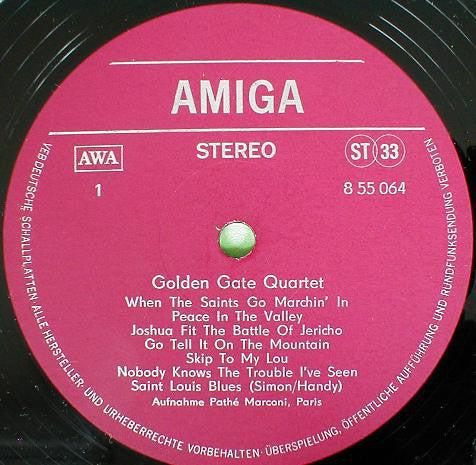 AMIGA
AWA
STEREO
ST 33
1
8 55 064
Golden Gate Quartet
When The Saints Go Marchin' In
Peace In The Valley
Joshua Fit The Battle Of Jericho
Go Tell It On The Mountain
Skip To My Lou
Nobody Knows The Trouble I've Seen
Saint Louis Blues (Simon/Handy)
Aufnahme Pathé Marconi, Paris
VEB DEUTSCHE SCHALLPLATTEN · ALLE HERSTELLER- UND URHEBERRECHTE VORBEHALTEN · ÜBERSPIELUNG, ÖFFENTLICHE AUFFÜHRUNG UND RUNDFUNKSENDUNG VERBOTEN